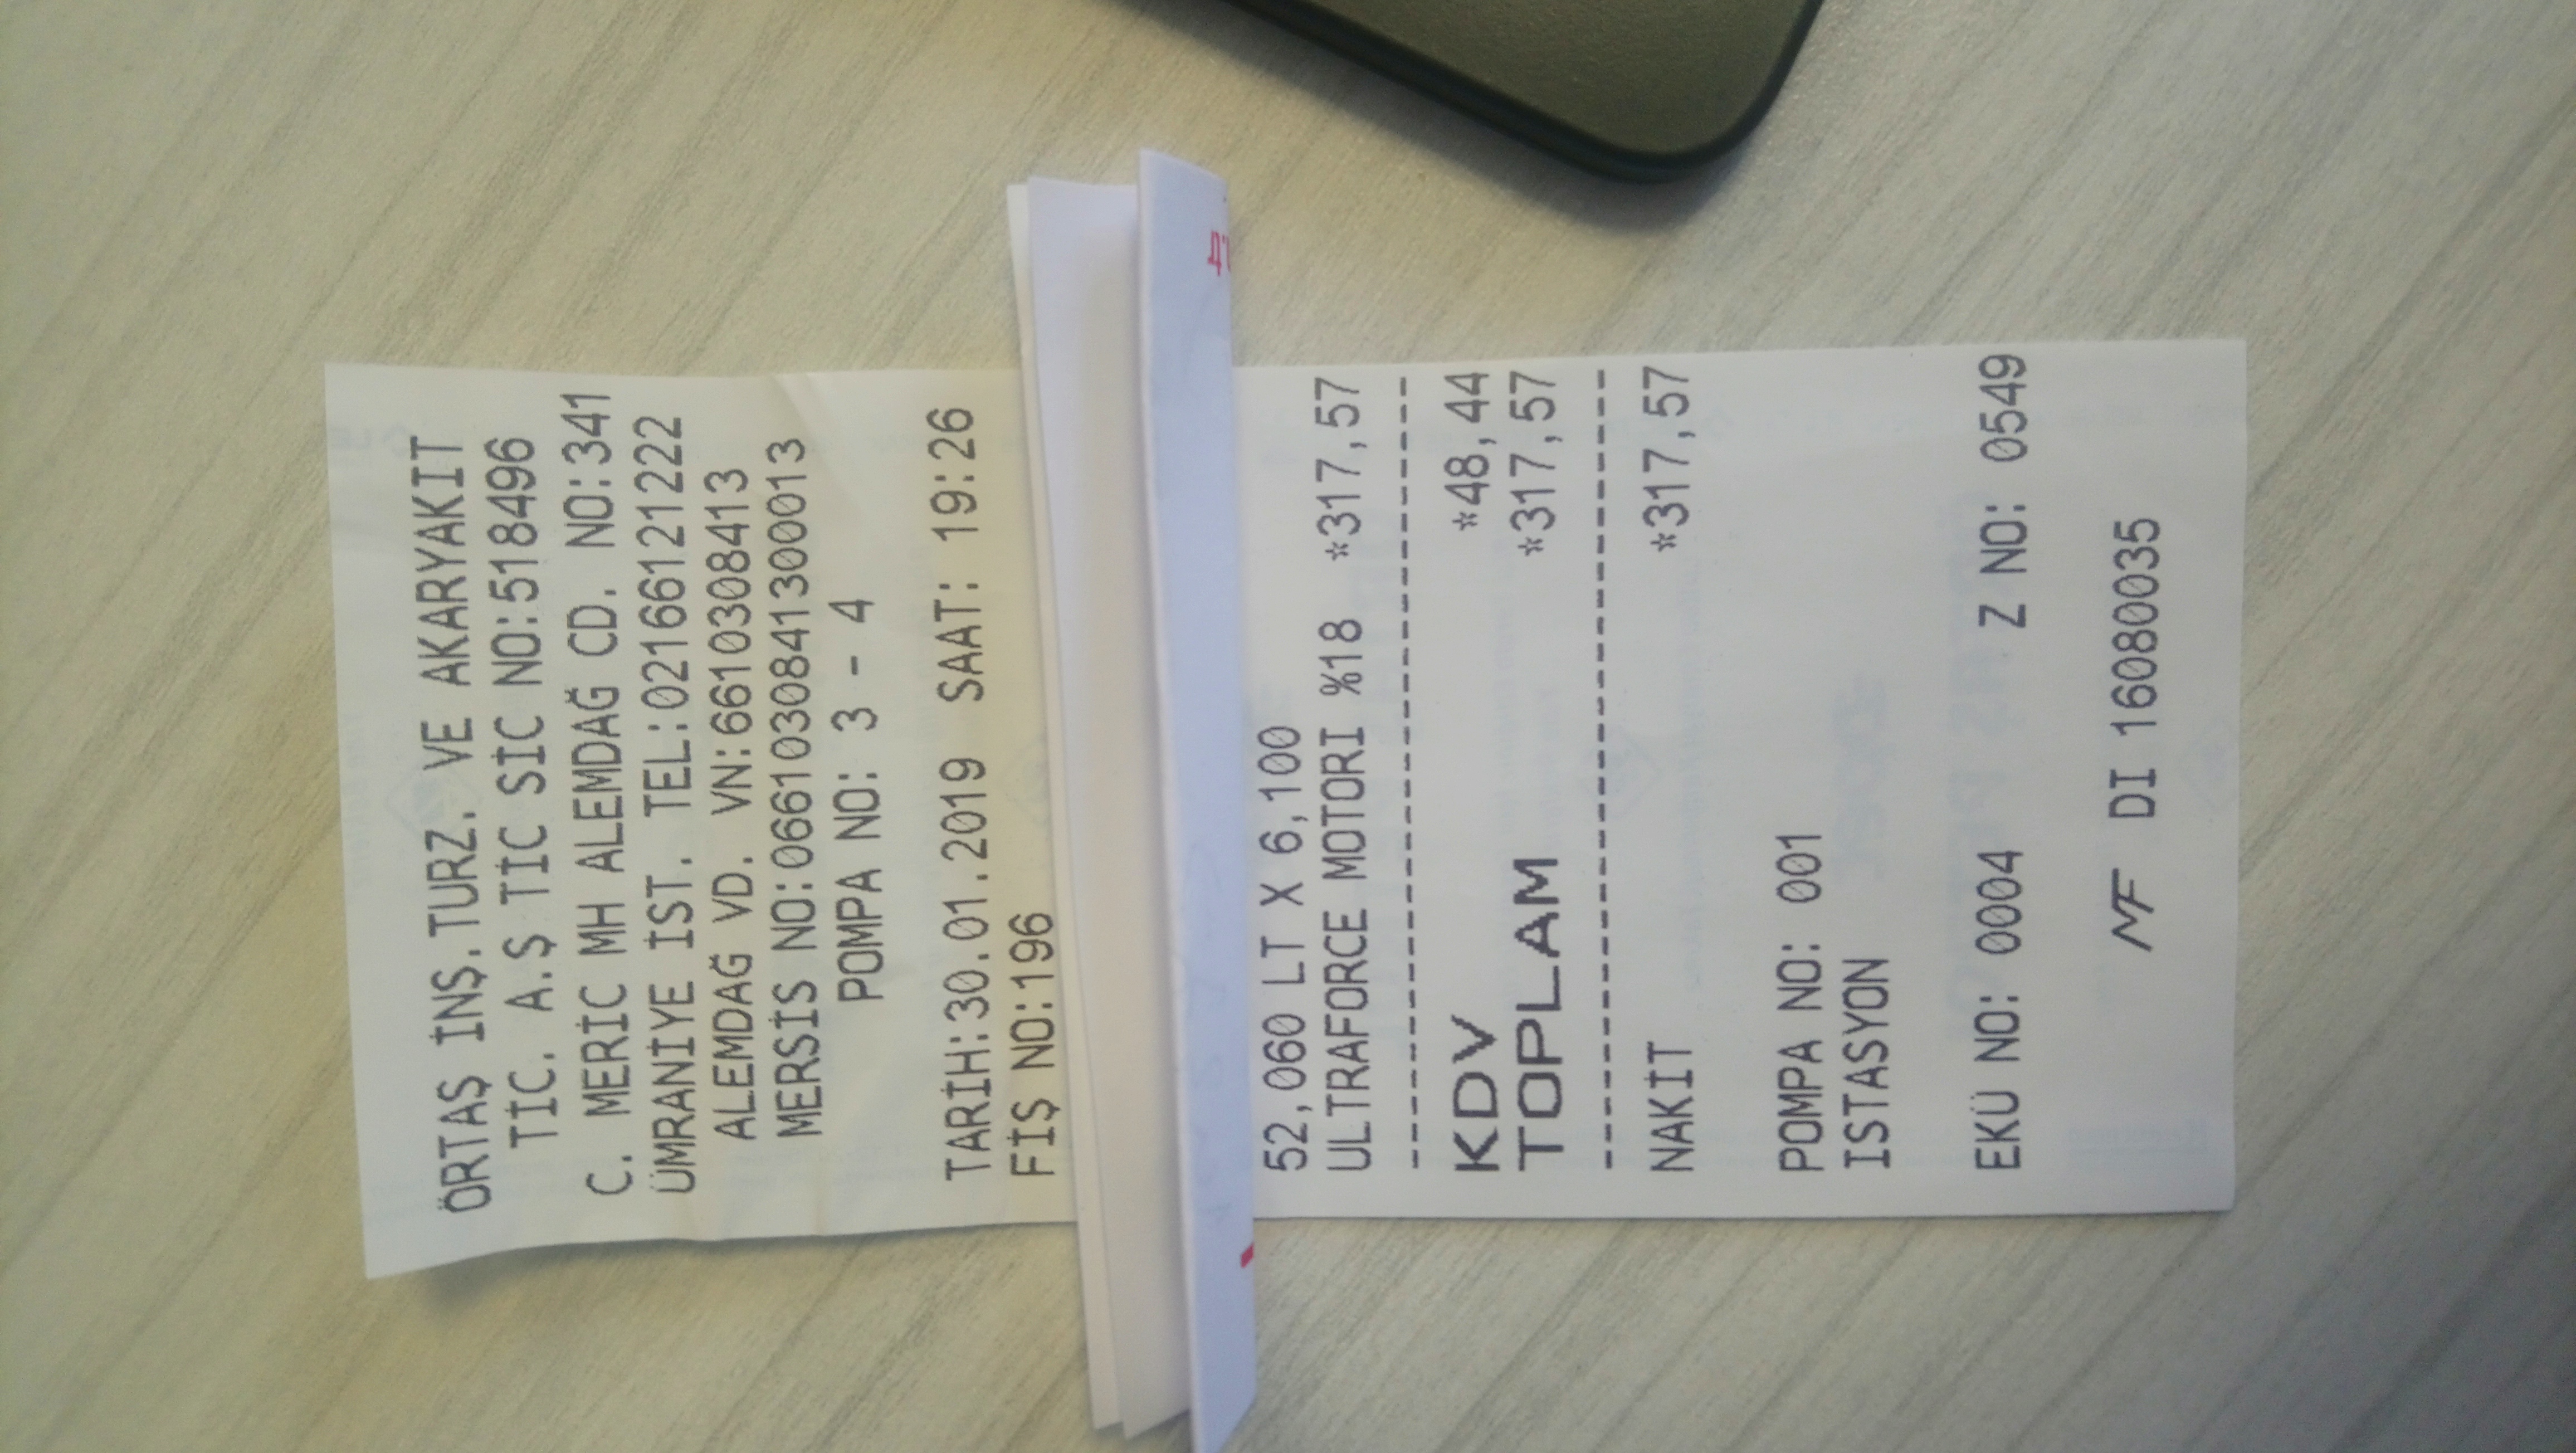 ÖRTAŞ İNŞ.TURZ. VE AKARYAKIT
TİC. A.Ş TİC SİC NO:518496
C. MERİC MH ALEMDAĞ CD. NO:341
ÜMRANİYE İST. TEL:02166121222
ALEMDAĞ VD. VN:6610308413
MERSİS NO:0661030841300013
POMPA NO: 3 - 4
TARİH:30.01.2019 SAAT: 19:26
FİŞ NO:196
52,060 LT X 6,100
ULTRAFORCE MOTORI %18 *317,57
KDV *48,44
TOPLAM *317,57
NAKİT *317,57
POMPA NO: 001
ISTASYON
EKÜ NO: 0004 Z NO: 0549
MF DI 16080035